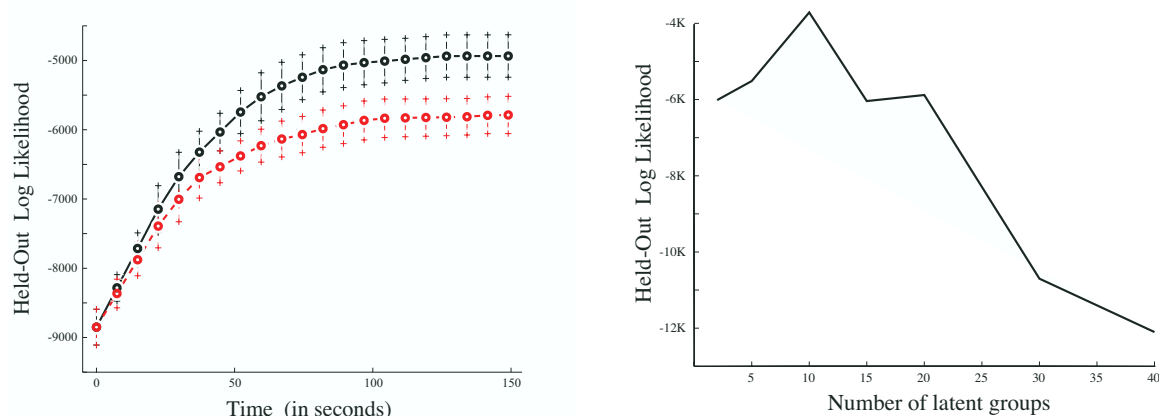 Held-Out Log Likelihood
-5000
-6000
-7000
-8000
-9000
0 50 100 150
Time (in seconds)
Held-Out Log Likelihood
-4K
-6K
-8K
-10K
-12K
5 10 15 20 25 30 35 40
Number of latent groups